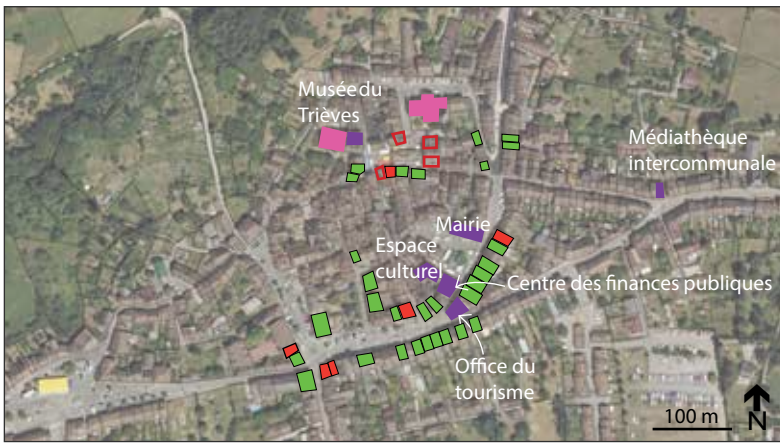 Musée du
Trièves
Médiathèque
intercommunale
Mairie
Espace
culturel
Centre des finances publiques
Office du
tourisme
100 m
N